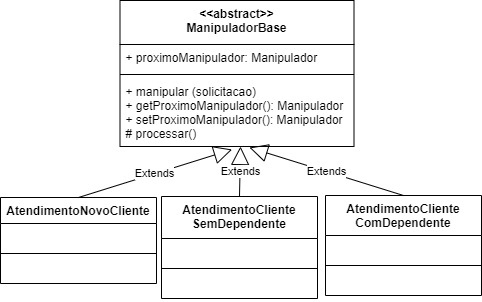 <<abstract>>
ManipuladorBase
+ proximoManipulador: Manipulador
+ manipular (solicitacao)
+ getProximoManipulador(): Manipulador
+ setProximoManipulador(): Manipulador
# processar()
Extends
Extends
Extends
AtendimentoNovoCliente
AtendimentoCliente
SemDependente
AtendimentoCliente
ComDependente